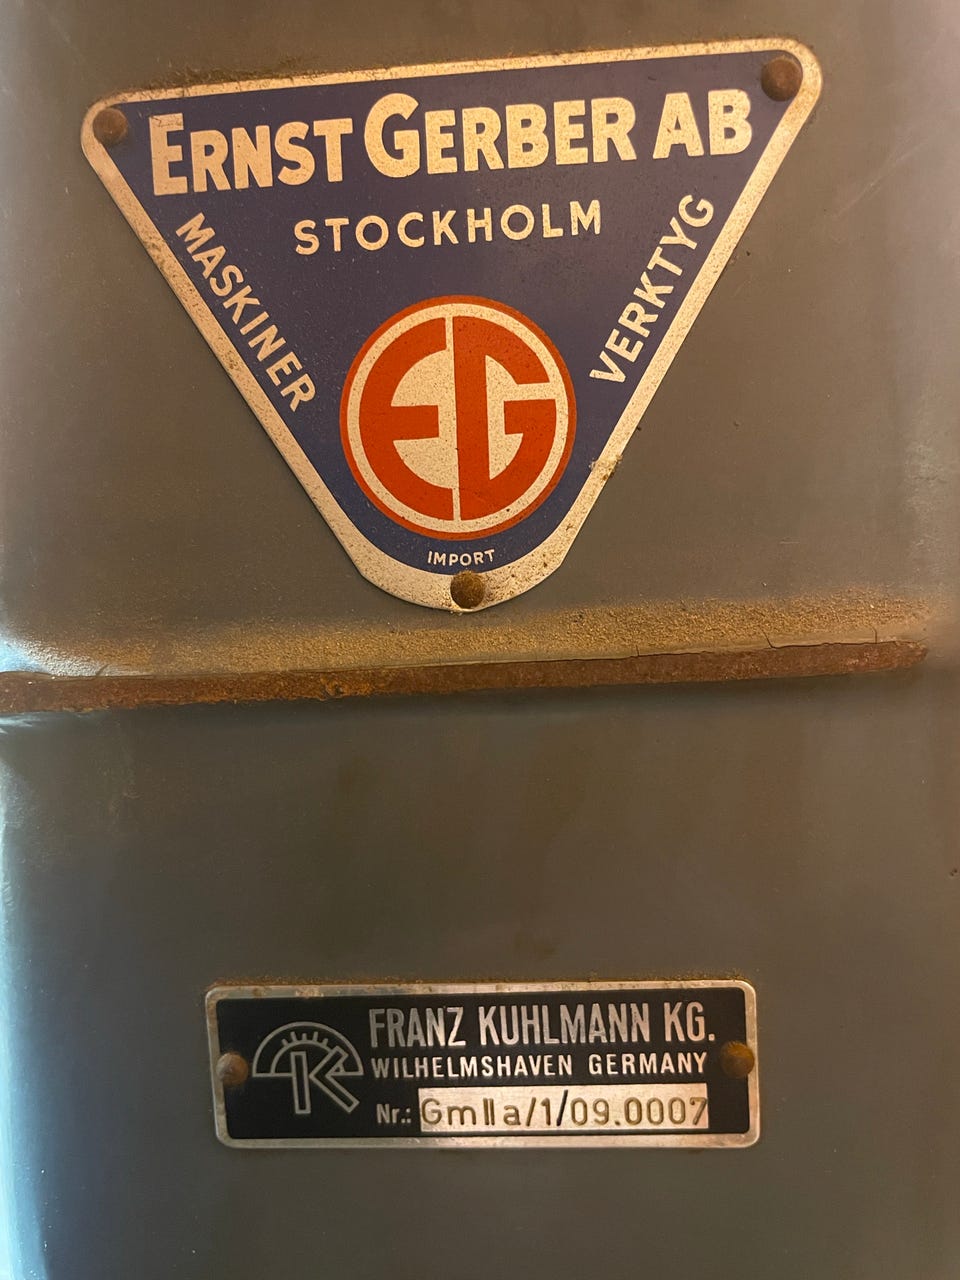 ERNST GERBER AB
STOCKHOLM
MASKINER
VERKTYG
EG
IMPORT
FRANZ KUHLMANN KG.
WILHELMSHAVEN GERMANY
K
Nr.: GmIIa/1/09.0007